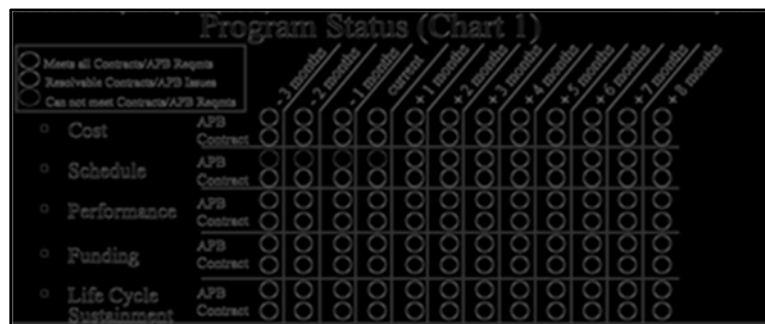 Program Status (Chart 1)
Meets all Contracts/APB Reqmts
Resolvable Contracts/APB Issues
Can not meet Contracts/APB Reqmts
- 3 months
- 2 months
- 1 months
current
+ 1 months
+ 2 months
+ 3 months
+ 4 months
+ 5 months
+ 6 months
+ 7 months
+ 8 months
Cost
APB
Contract
Schedule
APB
Contract
Performance
APB
Contract
Funding
APB
Contract
Life Cycle
Sustainment
APB
Contract